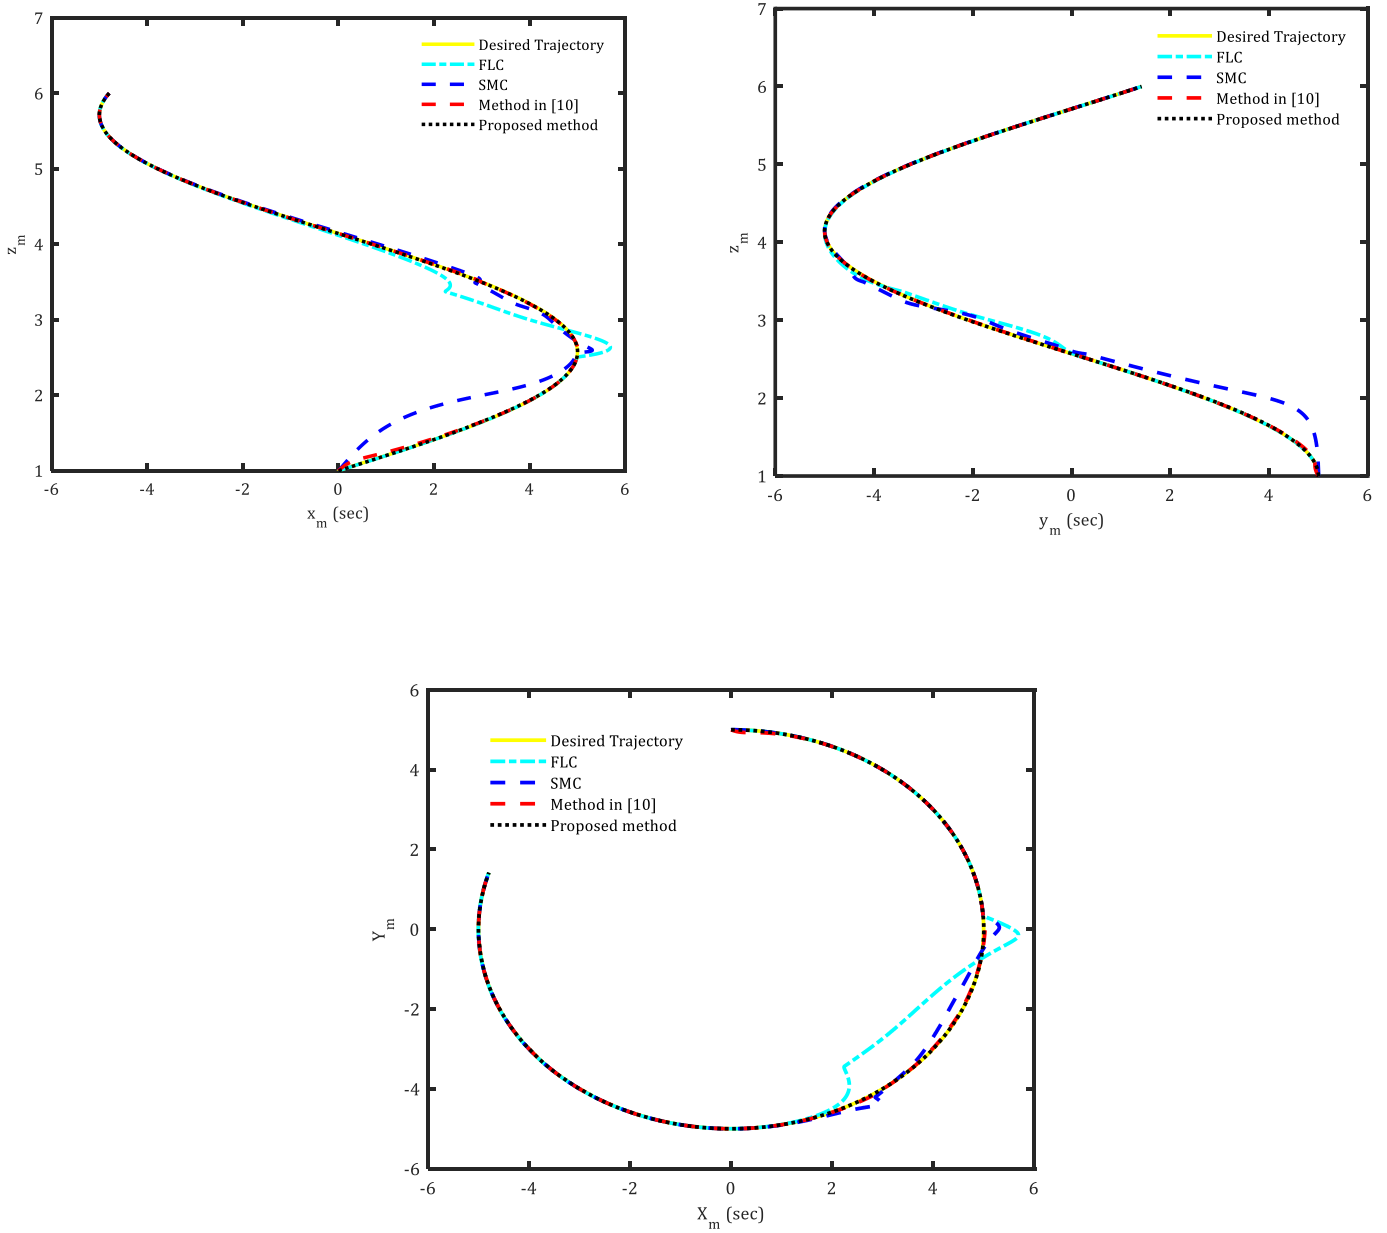 7
6
5
4
3
2
1
-6
-4
-2
0
2
4
6
z_m
x_m (sec)
Desired Trajectory
FLC
SMC
Method in [10]
Proposed method
7
6
5
4
3
2
1
-6
-4
-2
0
2
4
6
z_m
y_m (sec)
Desired Trajectory
FLC
SMC
Method in [10]
Proposed method
6
4
2
0
-2
-4
-6
-6
-4
-2
0
2
4
6
Y_m
X_m (sec)
Desired Trajectory
FLC
SMC
Method in [10]
Proposed method